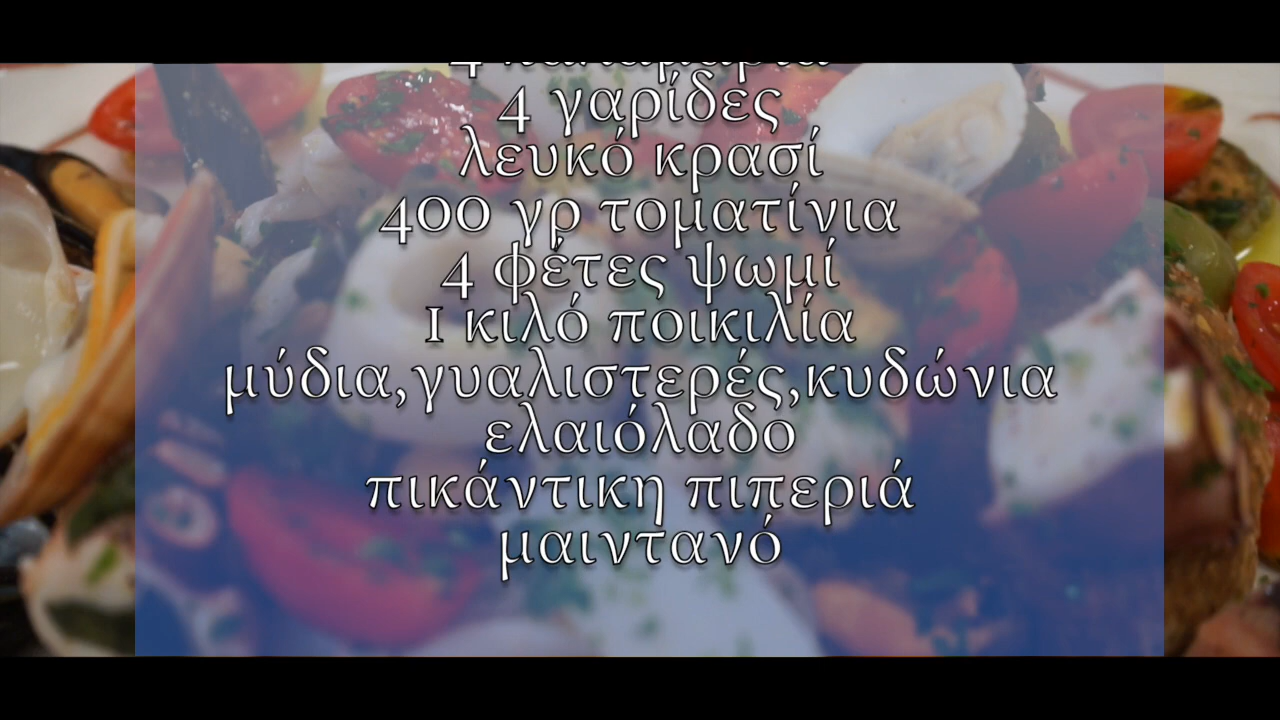 4 γαρίδες
λευκό κρασί
400 γρ τοματίνια
4 φέτες ψωμί
1 κιλό ποικιλία
μύδια,γυαλιστερές,κυδώνια
ελαιόλαδο
πικάντικη πιπεριά
μαιντανό